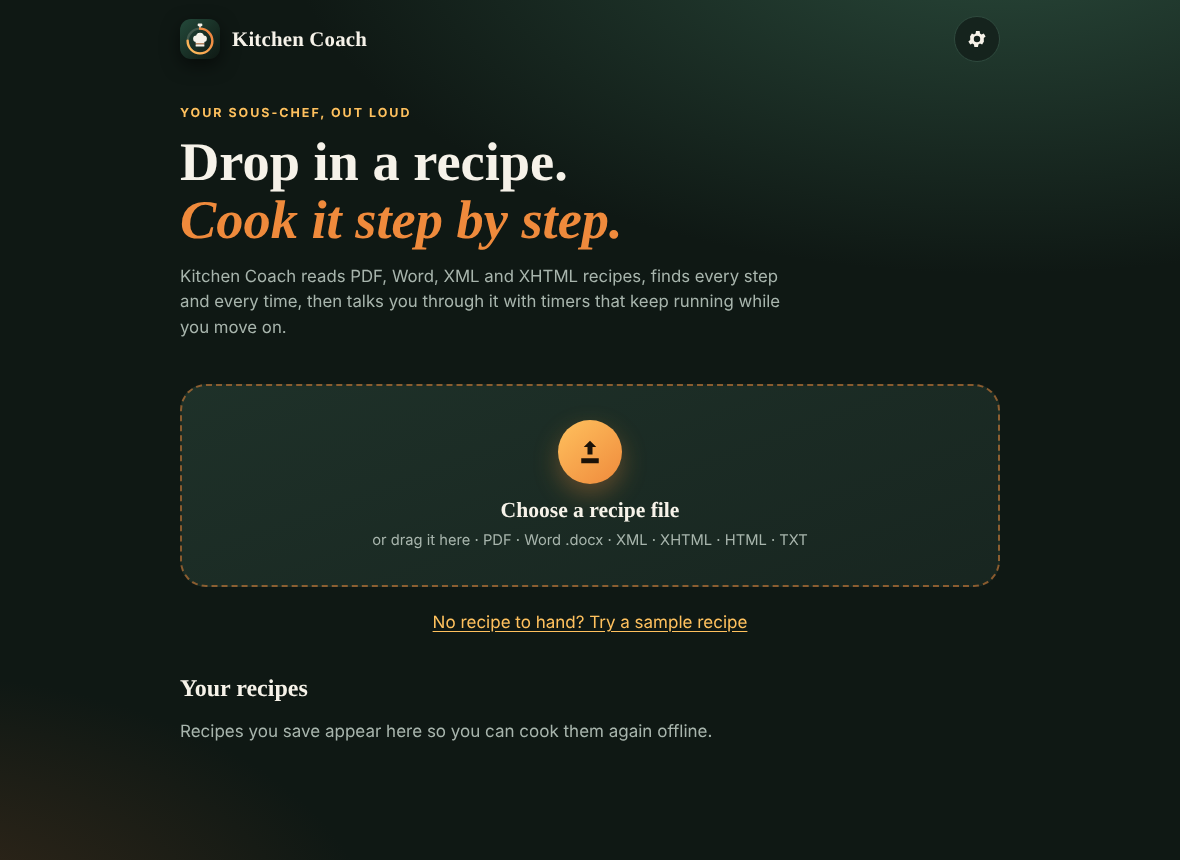 Kitchen Coach
YOUR SOUS-CHEF, OUT LOUD
Drop in a recipe.
Cook it step by step.
Kitchen Coach reads PDF, Word, XML and XHTML recipes, finds every step
and every time, then talks you through it with timers that keep running while
you move on.
Choose a recipe file
or drag it here · PDF · Word .docx · XML · XHTML · HTML · TXT
No recipe to hand? Try a sample recipe
Your recipes
Recipes you save appear here so you can cook them again offline.